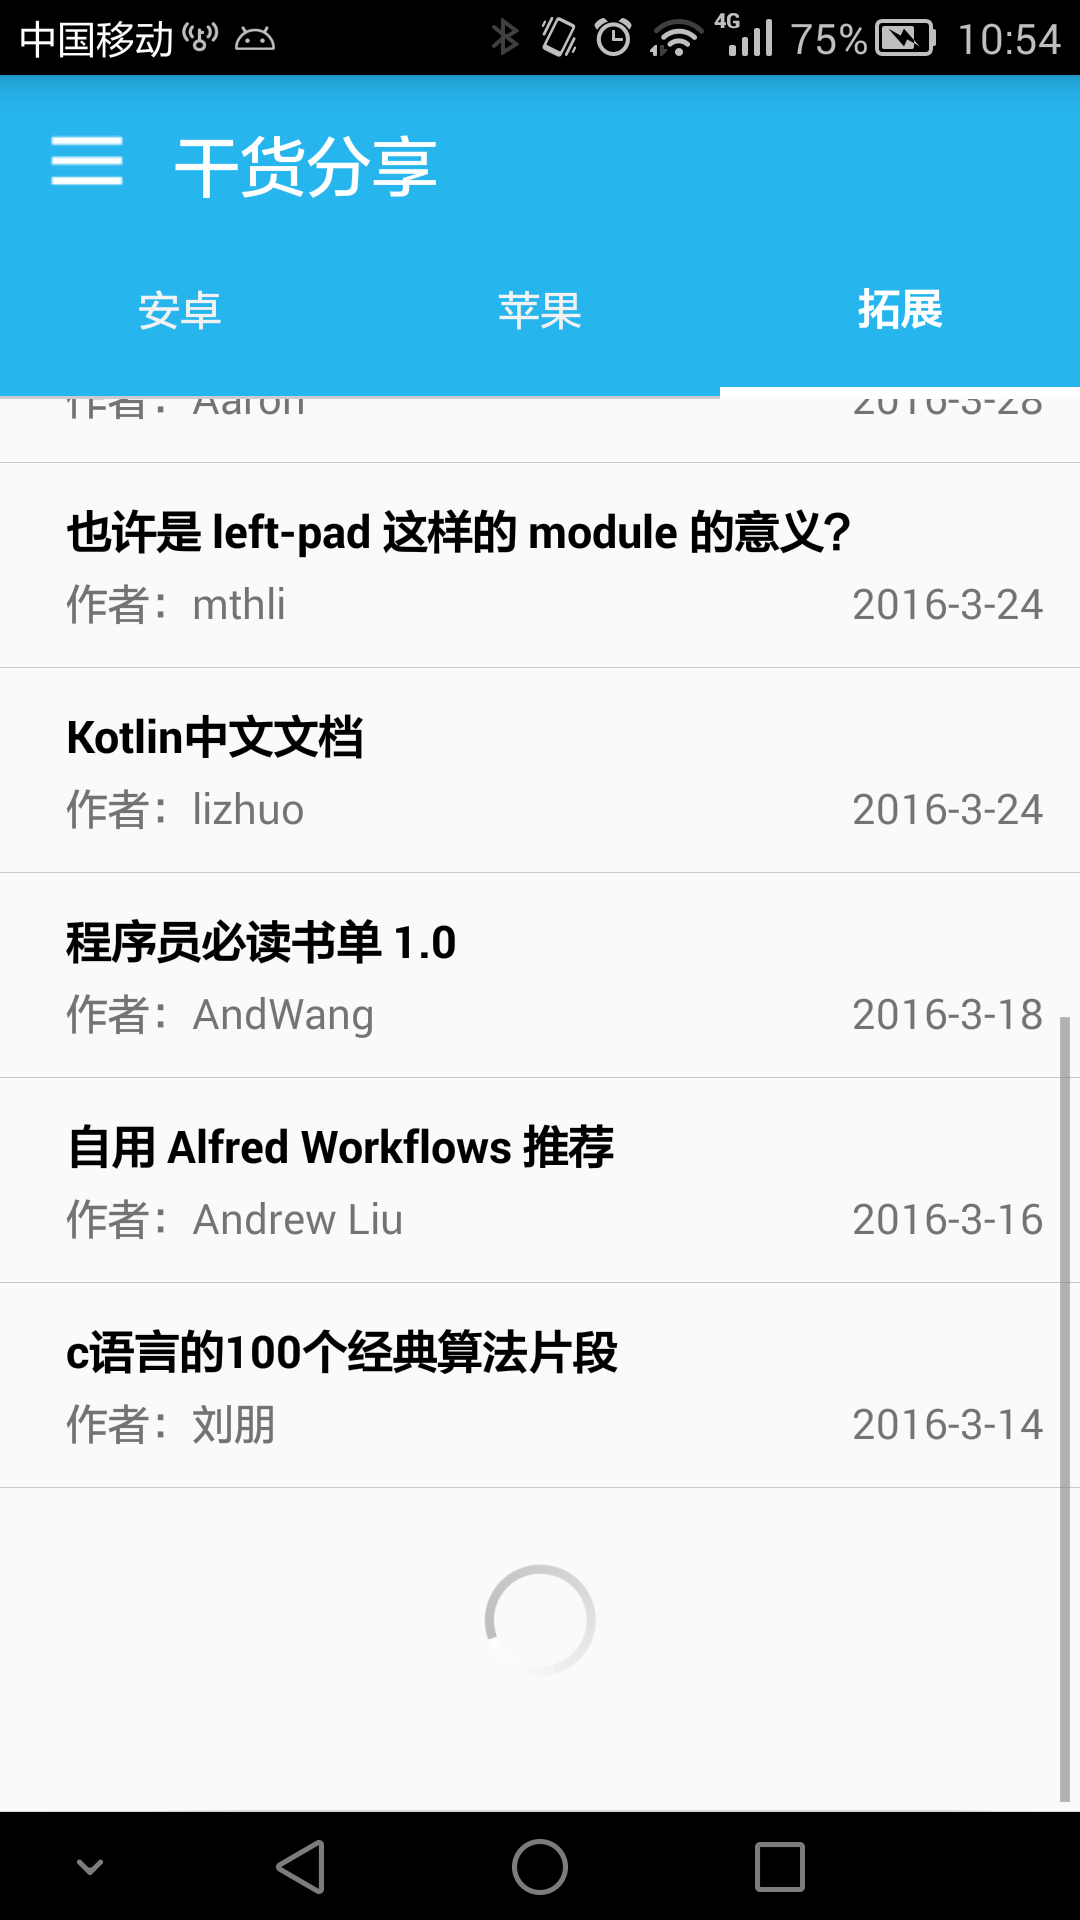 中国移动 4G 75% 10:54
干货分享
安卓 苹果 拓展
作者：Aaron 2016-3-28
也许是 left-pad 这样的 module 的意义？
作者：mthli 2016-3-24
Kotlin中文文档
作者：lizhuo 2016-3-24
程序员必读书单 1.0
作者：AndWang 2016-3-18
自用 Alfred Workflows 推荐
作者：Andrew Liu 2016-3-16
c语言的100个经典算法片段
作者：刘朋 2016-3-14